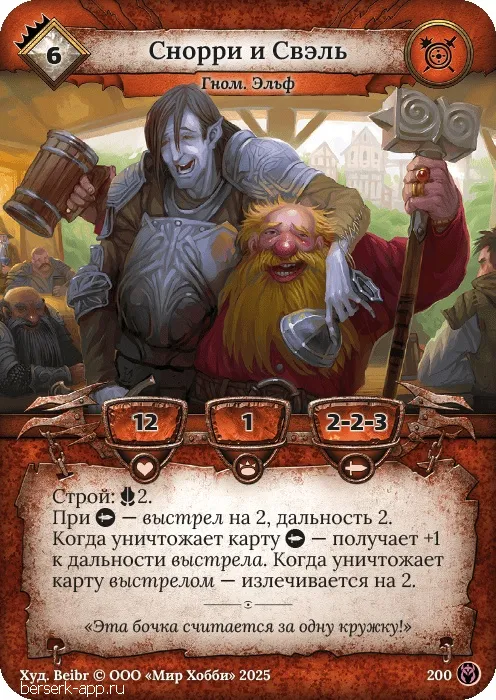 6
Снорри и Свэль
Гном. Эльф
12
1
2-2-3
Строй: 2.
При — выстрел на 2, дальность 2.
Когда уничтожает карту — получает +1
к дальности выстрела. Когда уничтожает
карту выстрелом — излечивается на 2.
«Эта бочка считается за одну кружку!»
Худ. Beibr © ООО «Мир Хобби» 2025
200
berserk-app.ru